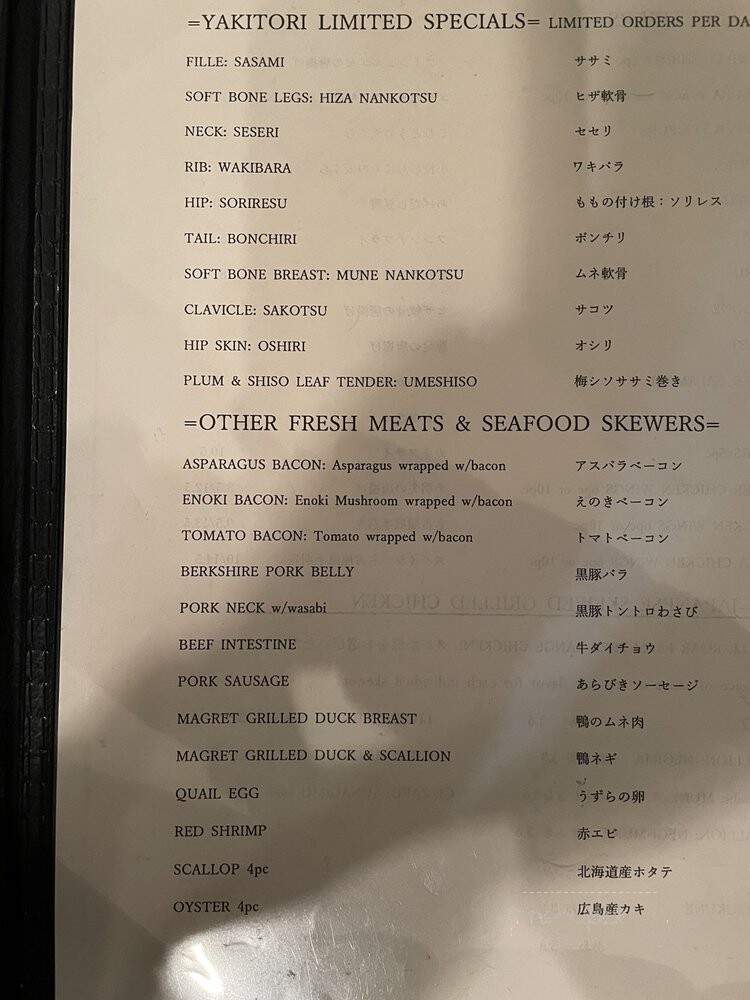 =YAKITORI LIMITED SPECIALS= LIMITED ORDERS PER DA
FILLE: SASAMI ササミ
SOFT BONE LEGS: HIZA NANKOTSU ヒザ軟骨
NECK: SESERI セセリ
RIB: WAKIBARA ワキバラ
HIP: SORIRESU ももの付け根：ソリレス
TAIL: BONCHIRI ボンチリ
SOFT BONE BREAST: MUNE NANKOTSU ムネ軟骨
CLAVICLE: SAKOTSU サコツ
HIP SKIN: OSHIRI オシリ
PLUM & SHISO LEAF TENDER: UMESHISO 梅シソササミ巻き
=OTHER FRESH MEATS & SEAFOOD SKEWERS=
ASPARAGUS BACON: Asparagus wrapped w/bacon アスパラベーコン
ENOKI BACON: Enoki Mushroom wrapped w/bacon えのきベーコン
TOMATO BACON: Tomato wrapped w/bacon トマトベーコン
BERKSHIRE PORK BELLY 黒豚バラ
PORK NECK w/wasabi 黒豚トントロわさび
BEEF INTESTINE 牛ダイチョウ
PORK SAUSAGE あらびきソーセージ
MAGRET GRILLED DUCK BREAST 鴨のムネ肉
MAGRET GRILLED DUCK & SCALLION 鴨ネギ
QUAIL EGG うずらの卵
RED SHRIMP 赤エビ
SCALLOP 4pc 北海道産ホタテ
OYSTER 4pc 広島産カキ